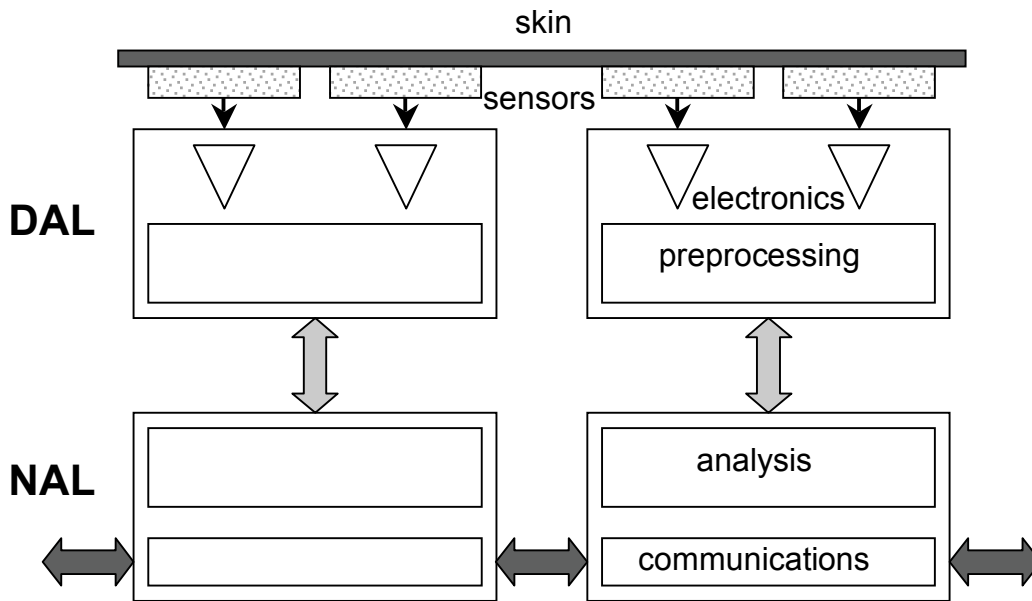 skin
sensors
DAL
electronics
preprocessing
NAL
analysis
communications